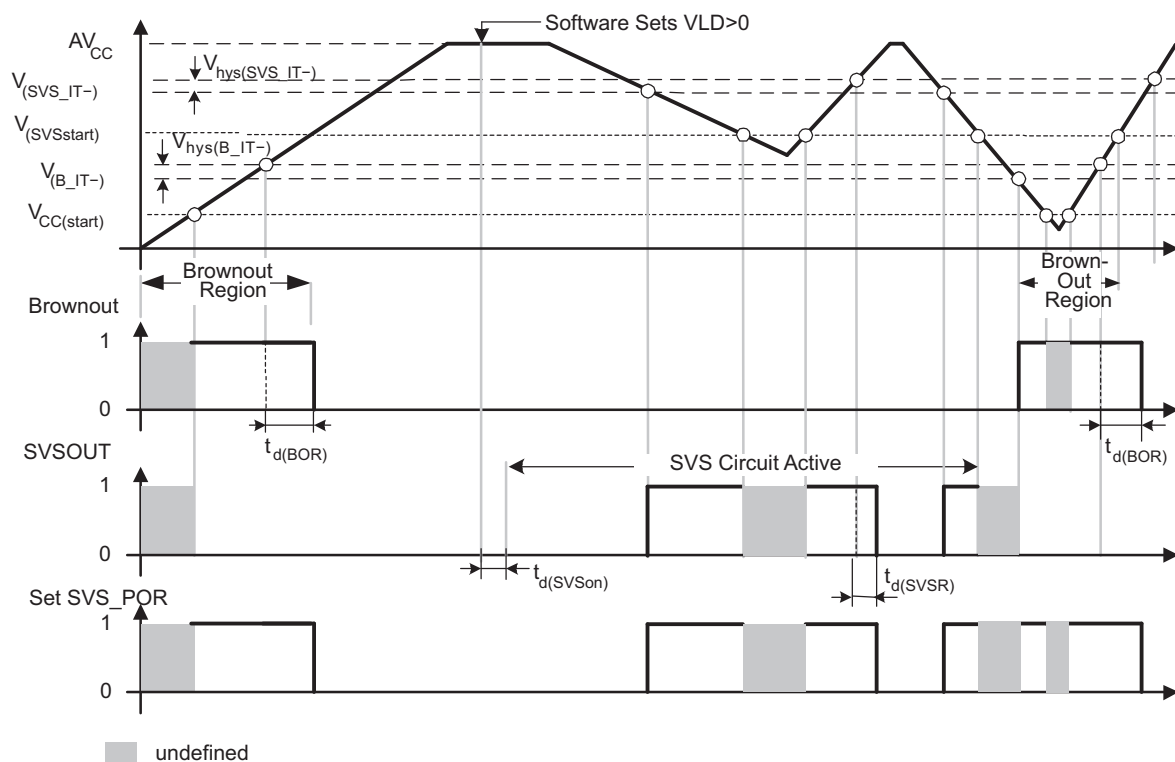 Software Sets VLD>0
AVCC
Vhys(SVS_IT−)
V(SVS_IT−)
V(SVSstart)
Vhys(B_IT−)
V(B_IT−)
VCC(start)
Brownout
Region
Brown-
Out
Region
Brownout
1
0
td(BOR)
td(BOR)
SVSOUT
SVS Circuit Active
1
0
td(SVSon)
td(SVSR)
Set SVS_POR
1
0
undefined